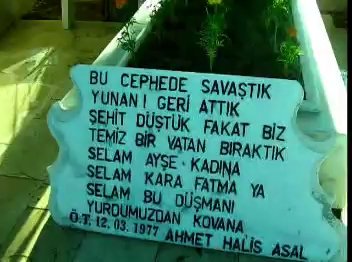 BU CEPHEDE SAVAŞTIK
YUNANI GERİ ATTIK
ŞEHİT DÜŞTÜK FAKAT BİZ
TEMİZ BİR VATAN BIRAKTIK
SELAM AYŞE KADINA
SELAM KARA FATMA YA
SELAM BU DÜŞMANI
YURDUMUZDAN KOVANA
Ö.T. 12. 03. 1977 AHMET HALİS ASAL